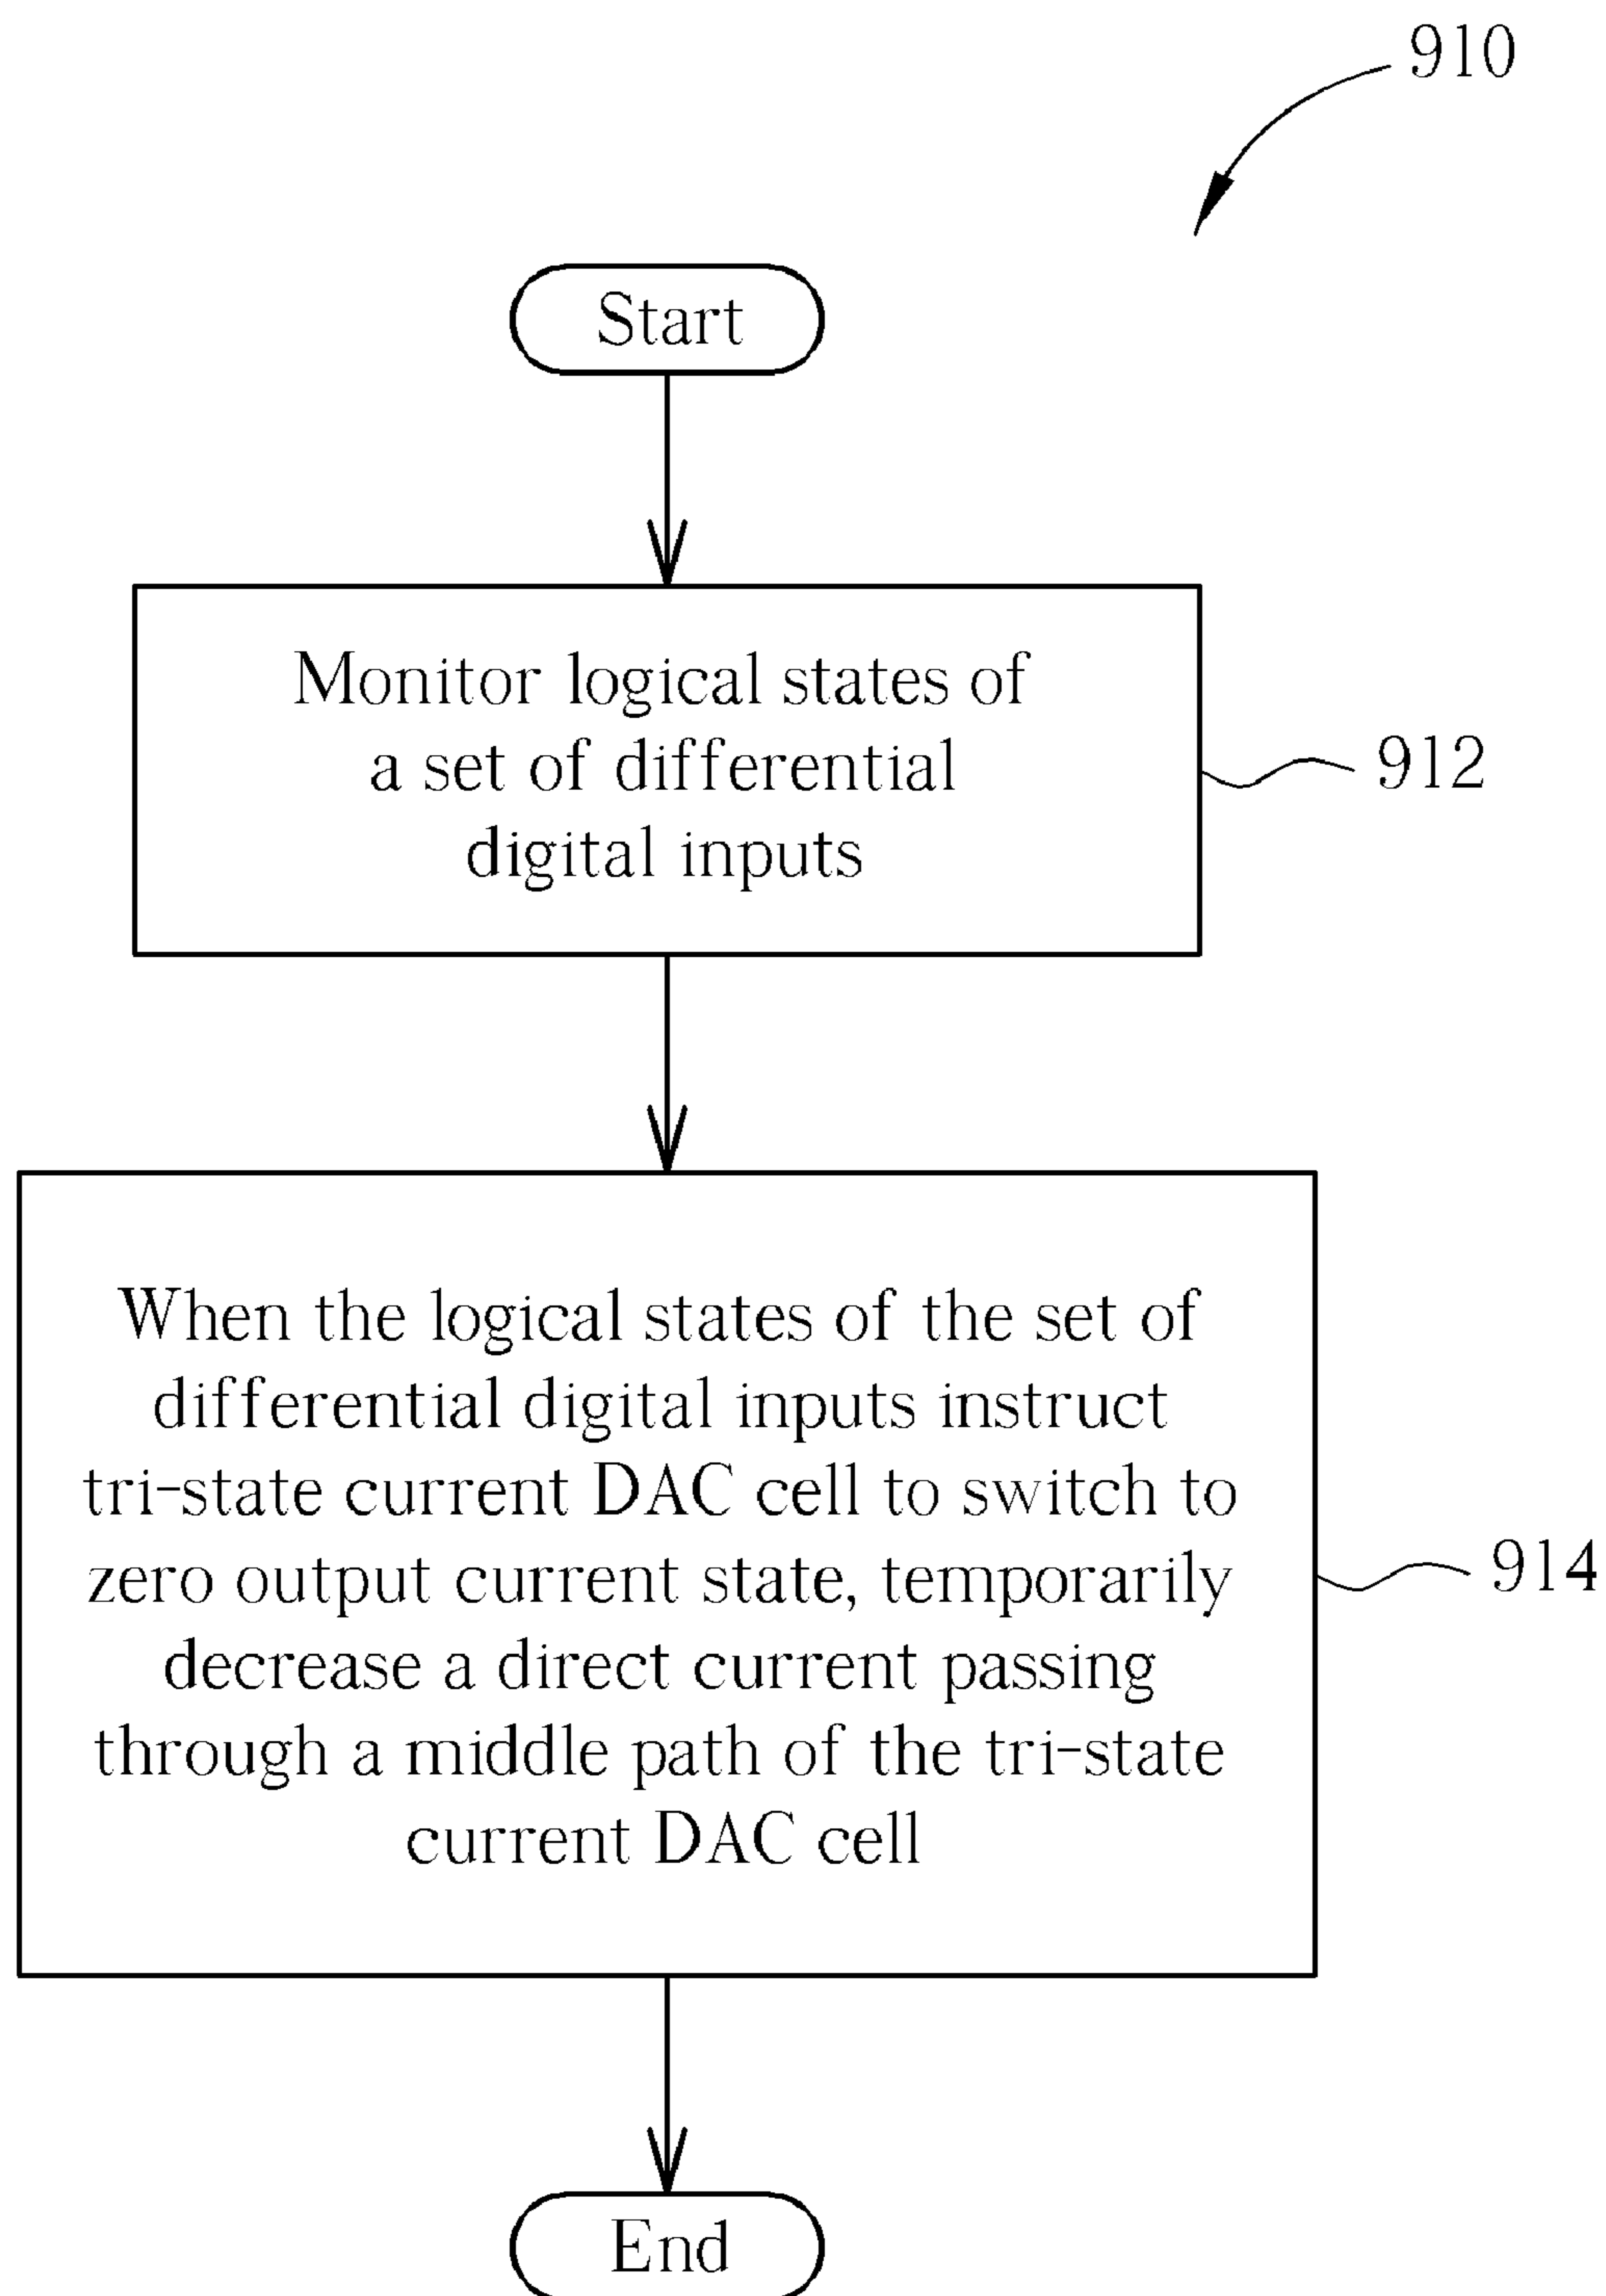 910
Start
Monitor logical states of
a set of differential
digital inputs
912
When the logical states of the set of
differential digital inputs instruct
tri-state current DAC cell to switch to
zero output current state, temporarily
decrease a direct current passing
through a middle path of the tri-state
current DAC cell
914
End